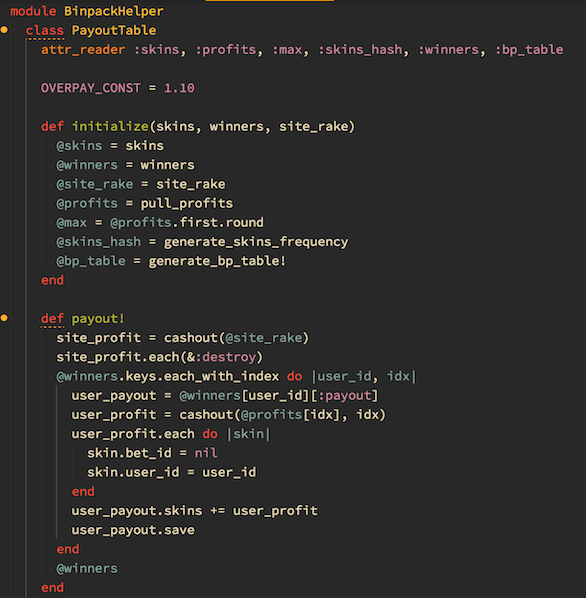 module BinpackHelper
class PayoutTable
attr_reader :skins, :profits, :max, :skins_hash, :winners, :bp_table
OVERPAY_CONST = 1.10
def initialize(skins, winners, site_rake)
@skins = skins
@winners = winners
@site_rake = site_rake
@profits = pull_profits
@max = @profits.first.round
@skins_hash = generate_skins_frequency
@bp_table = generate_bp_table!
end
def payout!
site_profit = cashout(@site_rake)
site_profit.each(&:destroy)
@winners.keys.each_with_index do |user_id, idx|
user_payout = @winners[user_id][:payout]
user_profit = cashout(@profits[idx], idx)
user_profit.each do |skin|
skin.bet_id = nil
skin.user_id = user_id
end
user_payout.skins += user_profit
user_payout.save
end
@winners
end